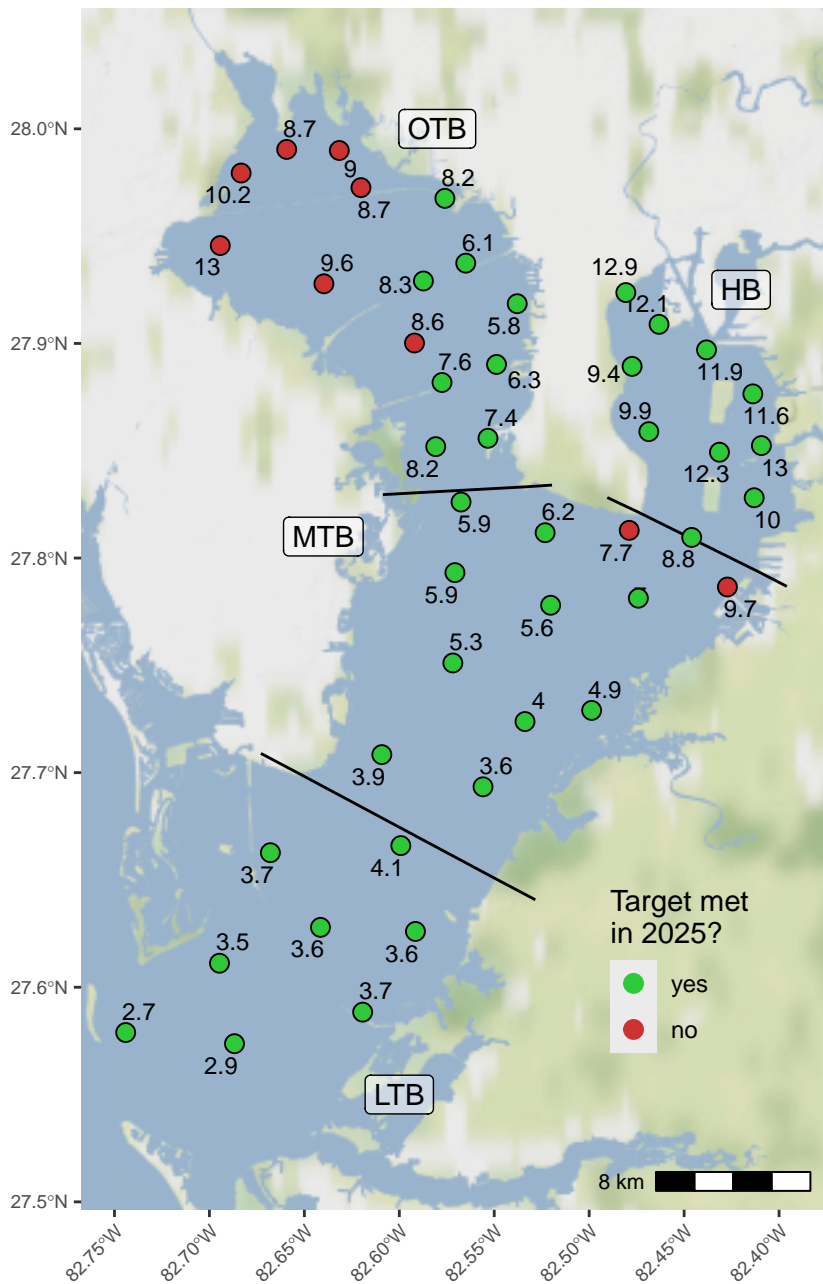 28.0°N
27.9°N
27.8°N
27.7°N
27.6°N
27.5°N
OTB
8.7
9
10.2
8.7
8.2
13
9.6
6.1
8.3
5.8
8.6
7.6
6.3
7.4
8.2
HB
12.9
12.1
9.4
11.9
11.6
9.9
12.3
13
10
MTB
5.9
6.2
7.7
8.8
9.7
5.9
5.6
7
5.3
4
4.9
3.9
3.6
4.1
3.7
3.6
3.6
3.5
3.7
2.7
2.9
LTB
Target met
in 2025?
yes
no
8 km
82.75°W
82.70°W
82.65°W
82.60°W
82.55°W
82.50°W
82.45°W
82.40°W